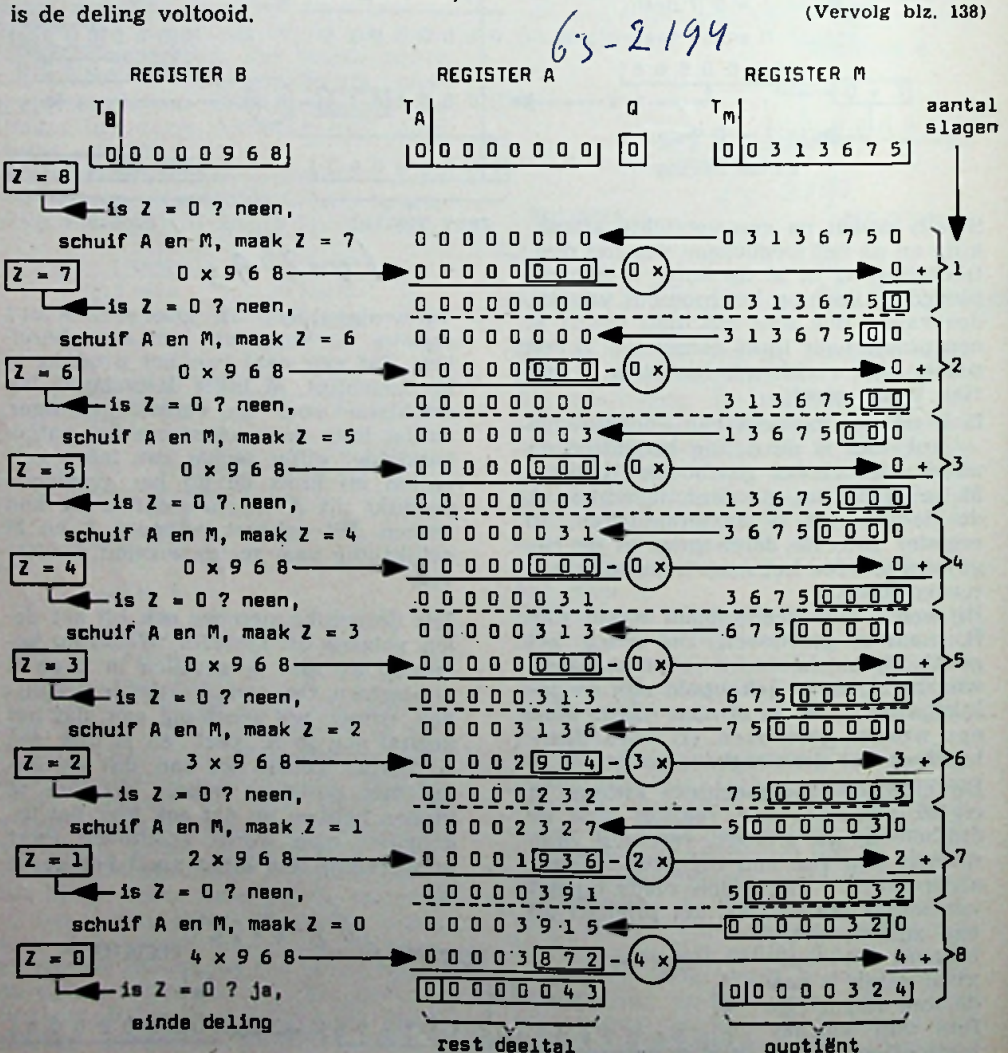 is de deling voltooid.
(Vervolg blz. 138)
63-2194
REGISTER B REGISTER A REGISTER M
T_B T_A Q T_M aantal slagen
0 0 0 0 0 9 6 8 0 0 0 0 0 0 0 0 0 0 0 3 1 3 6 7 5
Z = 8
is Z = 0 ? neen,
schuif A en M, maak Z = 7 0 0 0 0 0 0 0 0 0 3 1 3 6 7 5 0
Z = 7 0 x 9 6 8 0 0 0 0 0 0 0 0 - 0 x 0 + 1
is Z = 0 ? neen, 0 0 0 0 0 0 0 0 0 3 1 3 6 7 5 0
schuif A en M, maak Z = 6 0 0 0 0 0 0 0 0 3 1 3 6 7 5 0 0
Z = 6 0 x 9 6 8 0 0 0 0 0 0 0 0 - 0 x 0 + 2
is Z = 0 ? neen, 0 0 0 0 0 0 0 0 3 1 3 6 7 5 0 0
schuif A en M, maak Z = 5 0 0 0 0 0 0 0 3 1 3 6 7 5 0 0 0
Z = 5 0 x 9 6 8 0 0 0 0 0 0 0 0 - 0 x 0 + 3
is Z = 0 ? neen, 0 0 0 0 0 0 0 3 1 3 6 7 5 0 0 0
schuif A en M, maak Z = 4 0 0 0 0 0 0 3 1 3 6 7 5 0 0 0 0
Z = 4 0 x 9 6 8 0 0 0 0 0 0 0 0 - 0 x 0 + 4
is Z = 0 ? neen, 0 0 0 0 0 0 3 1 3 6 7 5 0 0 0 0
schuif A en M, maak Z = 3 0 0 0 0 0 3 1 3 6 7 5 0 0 0 0 0
Z = 3 0 x 9 6 8 0 0 0 0 0 0 0 0 - 0 x 0 + 5
is Z = 0 ? neen, 0 0 0 0 0 3 1 3 6 7 5 0 0 0 0 0
schuif A en M, maak Z = 2 0 0 0 0 3 1 3 6 7 5 0 0 0 0 0 0
Z = 2 3 x 9 6 8 0 0 0 0 2 9 0 4 - 3 x 3 + 6
is Z = 0 ? neen, 0 0 0 0 0 2 3 2 7 5 0 0 0 0 0 3
schuif A en M, maak Z = 1 0 0 0 0 2 3 2 7 5 0 0 0 0 0 3 0
Z = 1 2 x 9 6 8 0 0 0 0 1 9 3 6 - 2 x 2 + 7
is Z = 0 ? neen, 0 0 0 0 0 3 9 1 5 0 0 0 0 0 3 2
schuif A en M, maak Z = 0 0 0 0 0 3 9 1 5 0 0 0 0 0 3 2 0
Z = 0 4 x 9 6 8 0 0 0 0 3 8 7 2 - 4 x 4 + 8
is Z = 0 ? ja, 0 0 0 0 0 0 4 3 0 0 0 0 0 3 2 4
einde deling
rest deeltal quotiënt